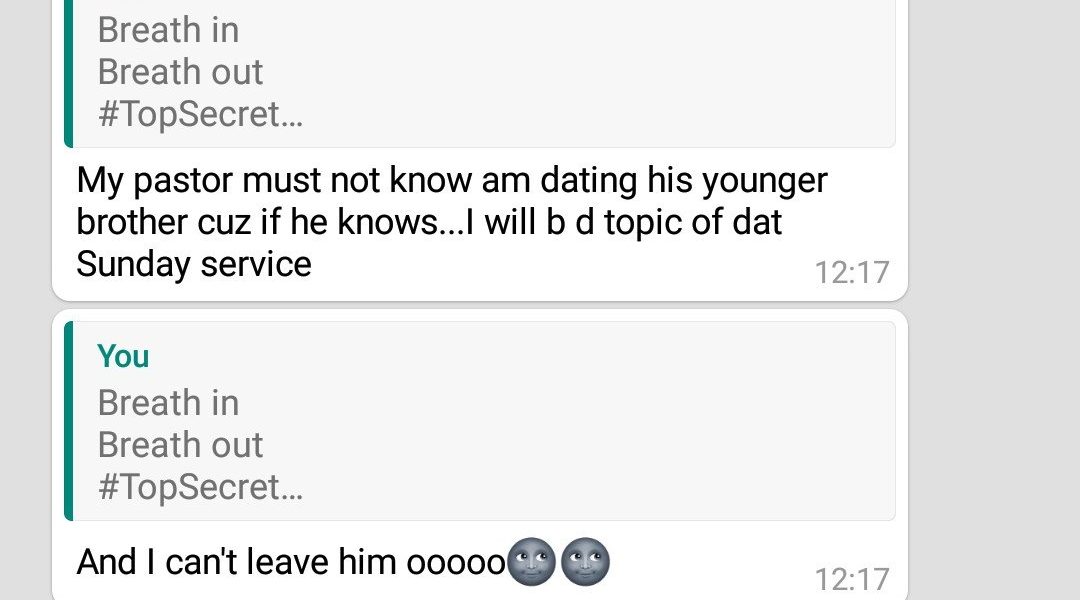 Breath in
Breath out
#TopSecret...
My pastor must not know am dating his younger
brother cuz if he knows...I will b d topic of dat
Sunday service
12:17
You
Breath in
Breath out
#TopSecret...
And I can't leave him ooooo🌚🌚
12:17